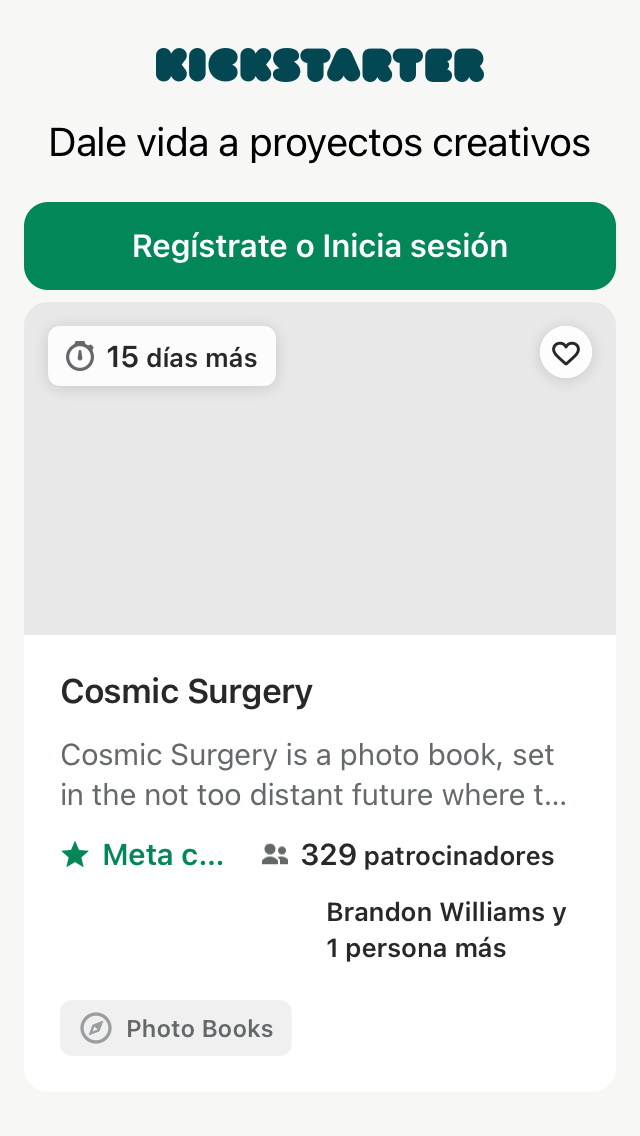 KICKSTARTER
Dale vida a proyectos creativos
Regístrate o Inicia sesión
15 días más
Cosmic Surgery
Cosmic Surgery is a photo book, set
in the not too distant future where t...
Meta c...
329 patrocinadores
Brandon Williams y
1 persona más
Photo Books